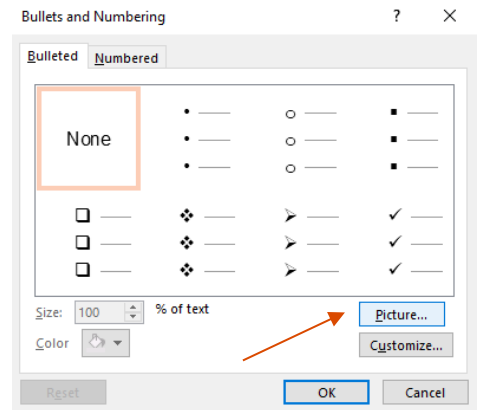 Bullets and Numbering ? ×
Bulleted Numbered
None
Size: 100 % of text
Picture...
Color
Customize...
Reset
OK Cancel